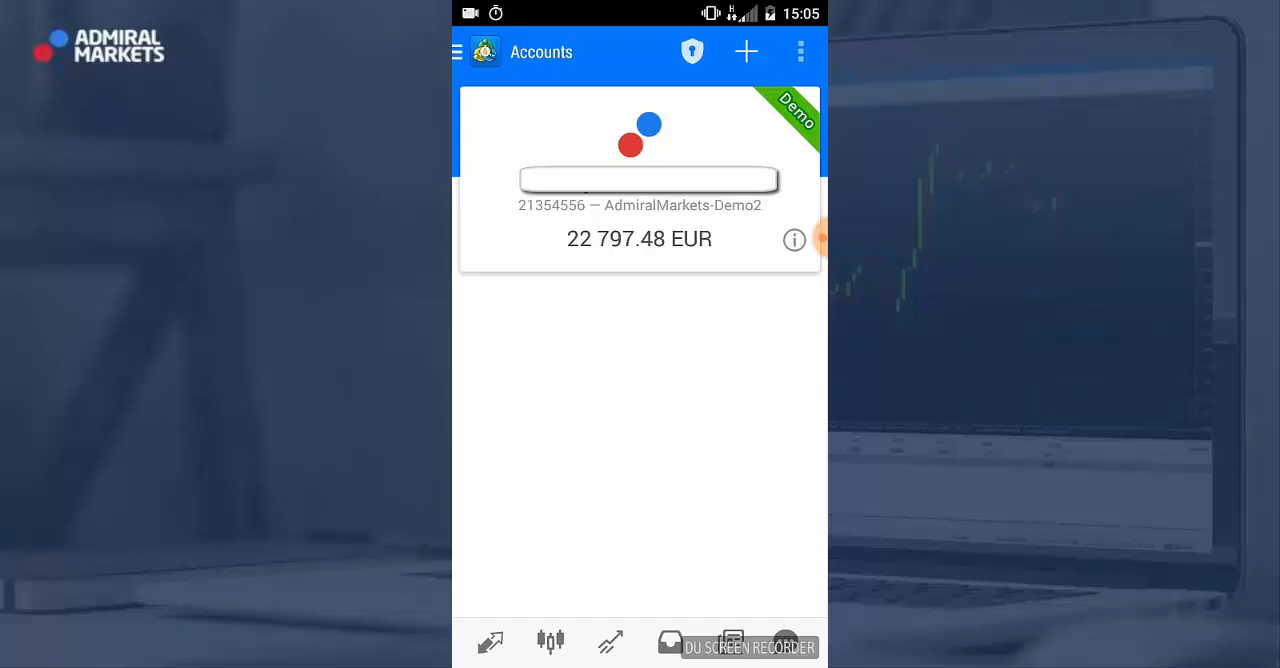 ADMIRAL
MARKETS
H
15:05
Accounts
Demo
21354556 — AdmiralMarkets-Demo2
22 797.48 EUR
DU SCREEN RECORDER